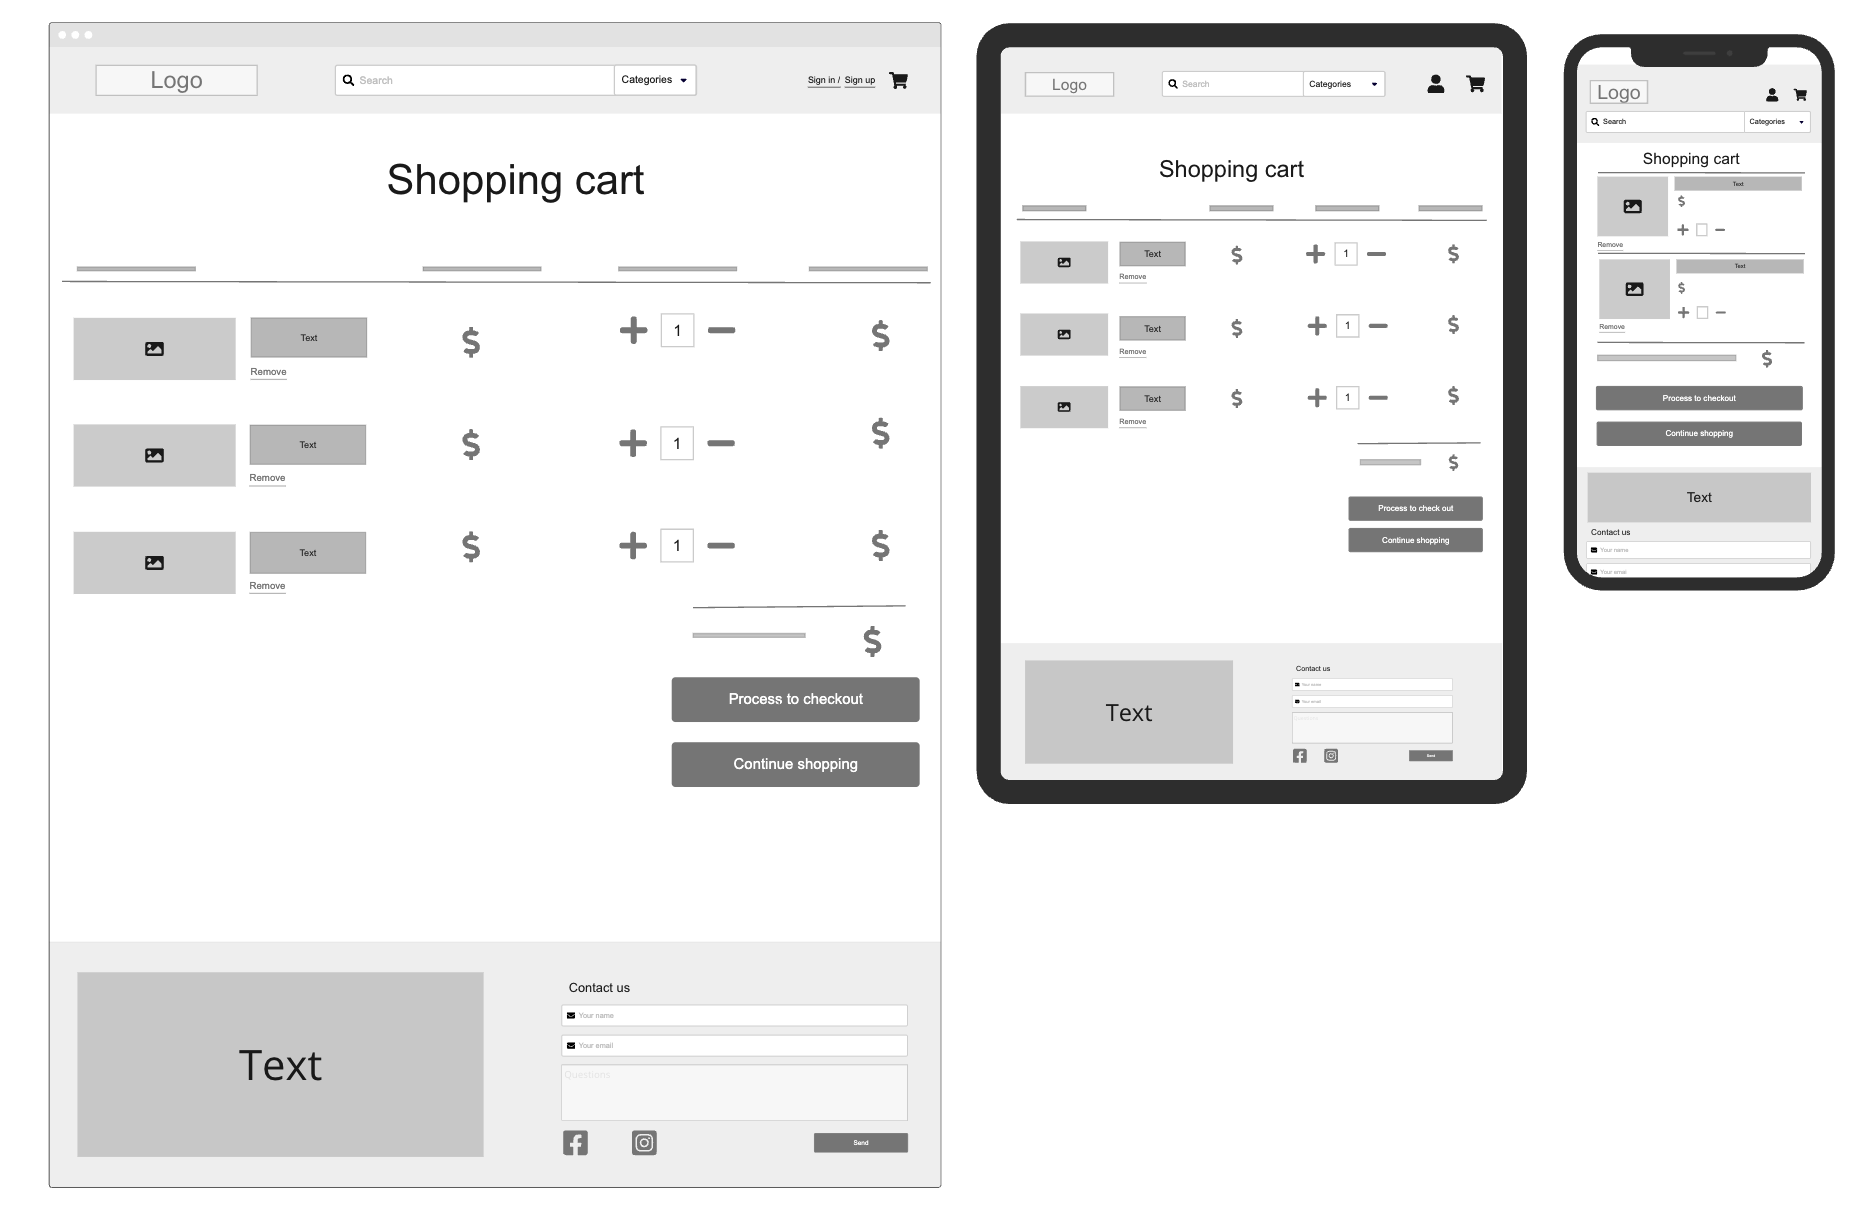 Logo
Search
Categories
Sign in / Sign up
Shopping cart
Text
$
1
$
Remove
Text
$
1
$
Remove
Text
$
1
$
Remove
$
Process to checkout
Continue shopping
Text
Contact us
Your name
Your email
Questions
Send
Logo
Search
Categories
Shopping cart
Text
$
1
$
Remove
Text
$
1
$
Remove
Text
$
1
$
Remove
$
Process to check out
Continue shopping
Text
Contact us
Your name
Your email
Send
Logo
Search
Categories
Shopping cart
Text
$
Remove
Text
$
Remove
$
Process to checkout
Continue shopping
Text
Contact us
Your name
Your email